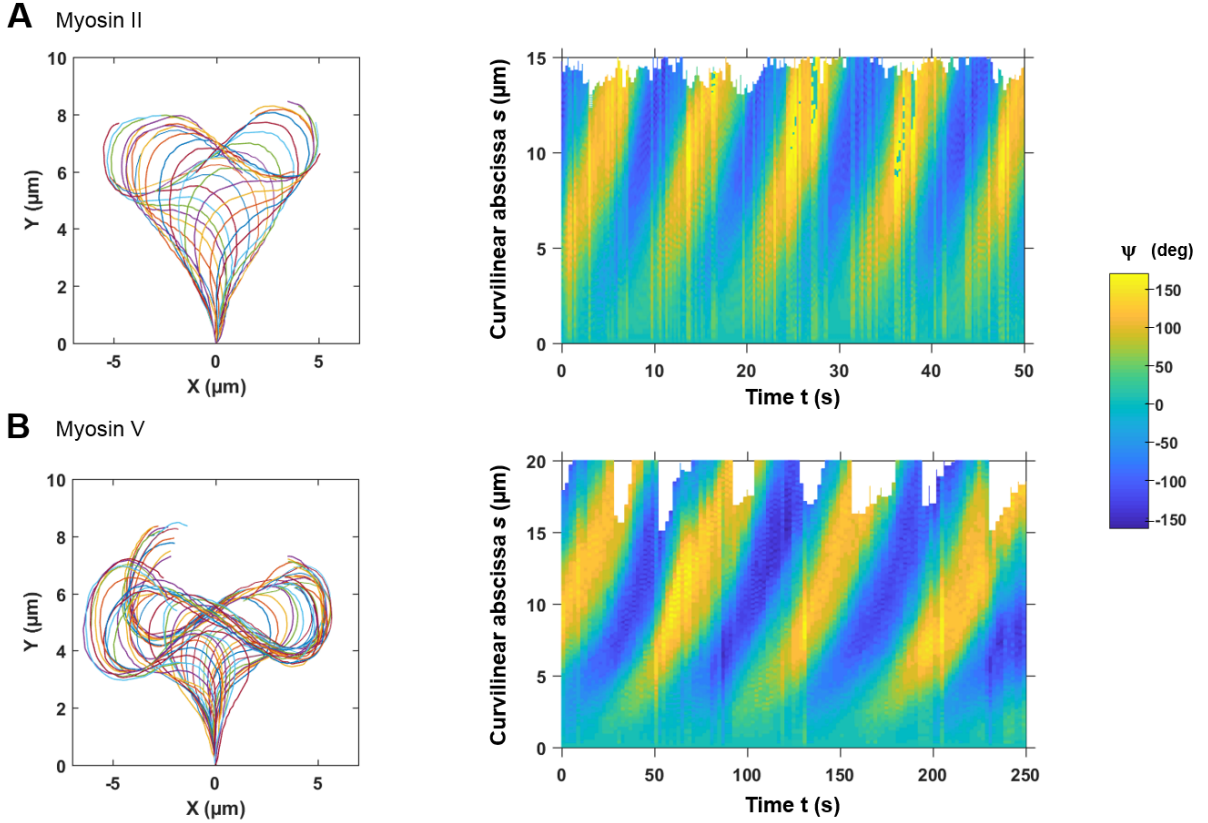 A Myosin II
10
8
6
4
2
0
Y (µm)
-5 0 5
X (µm)
15
10
5
0
Curvilinear abscissa s (µm)
0 10 20 30 40 50
Time t (s)
ψ (deg)
150
100
50
0
-50
-100
-150
B Myosin V
10
8
6
4
2
0
Y (µm)
-5 0 5
X (µm)
20
15
10
5
0
Curvilinear abscissa s (µm)
0 50 100 150 200 250
Time t (s)